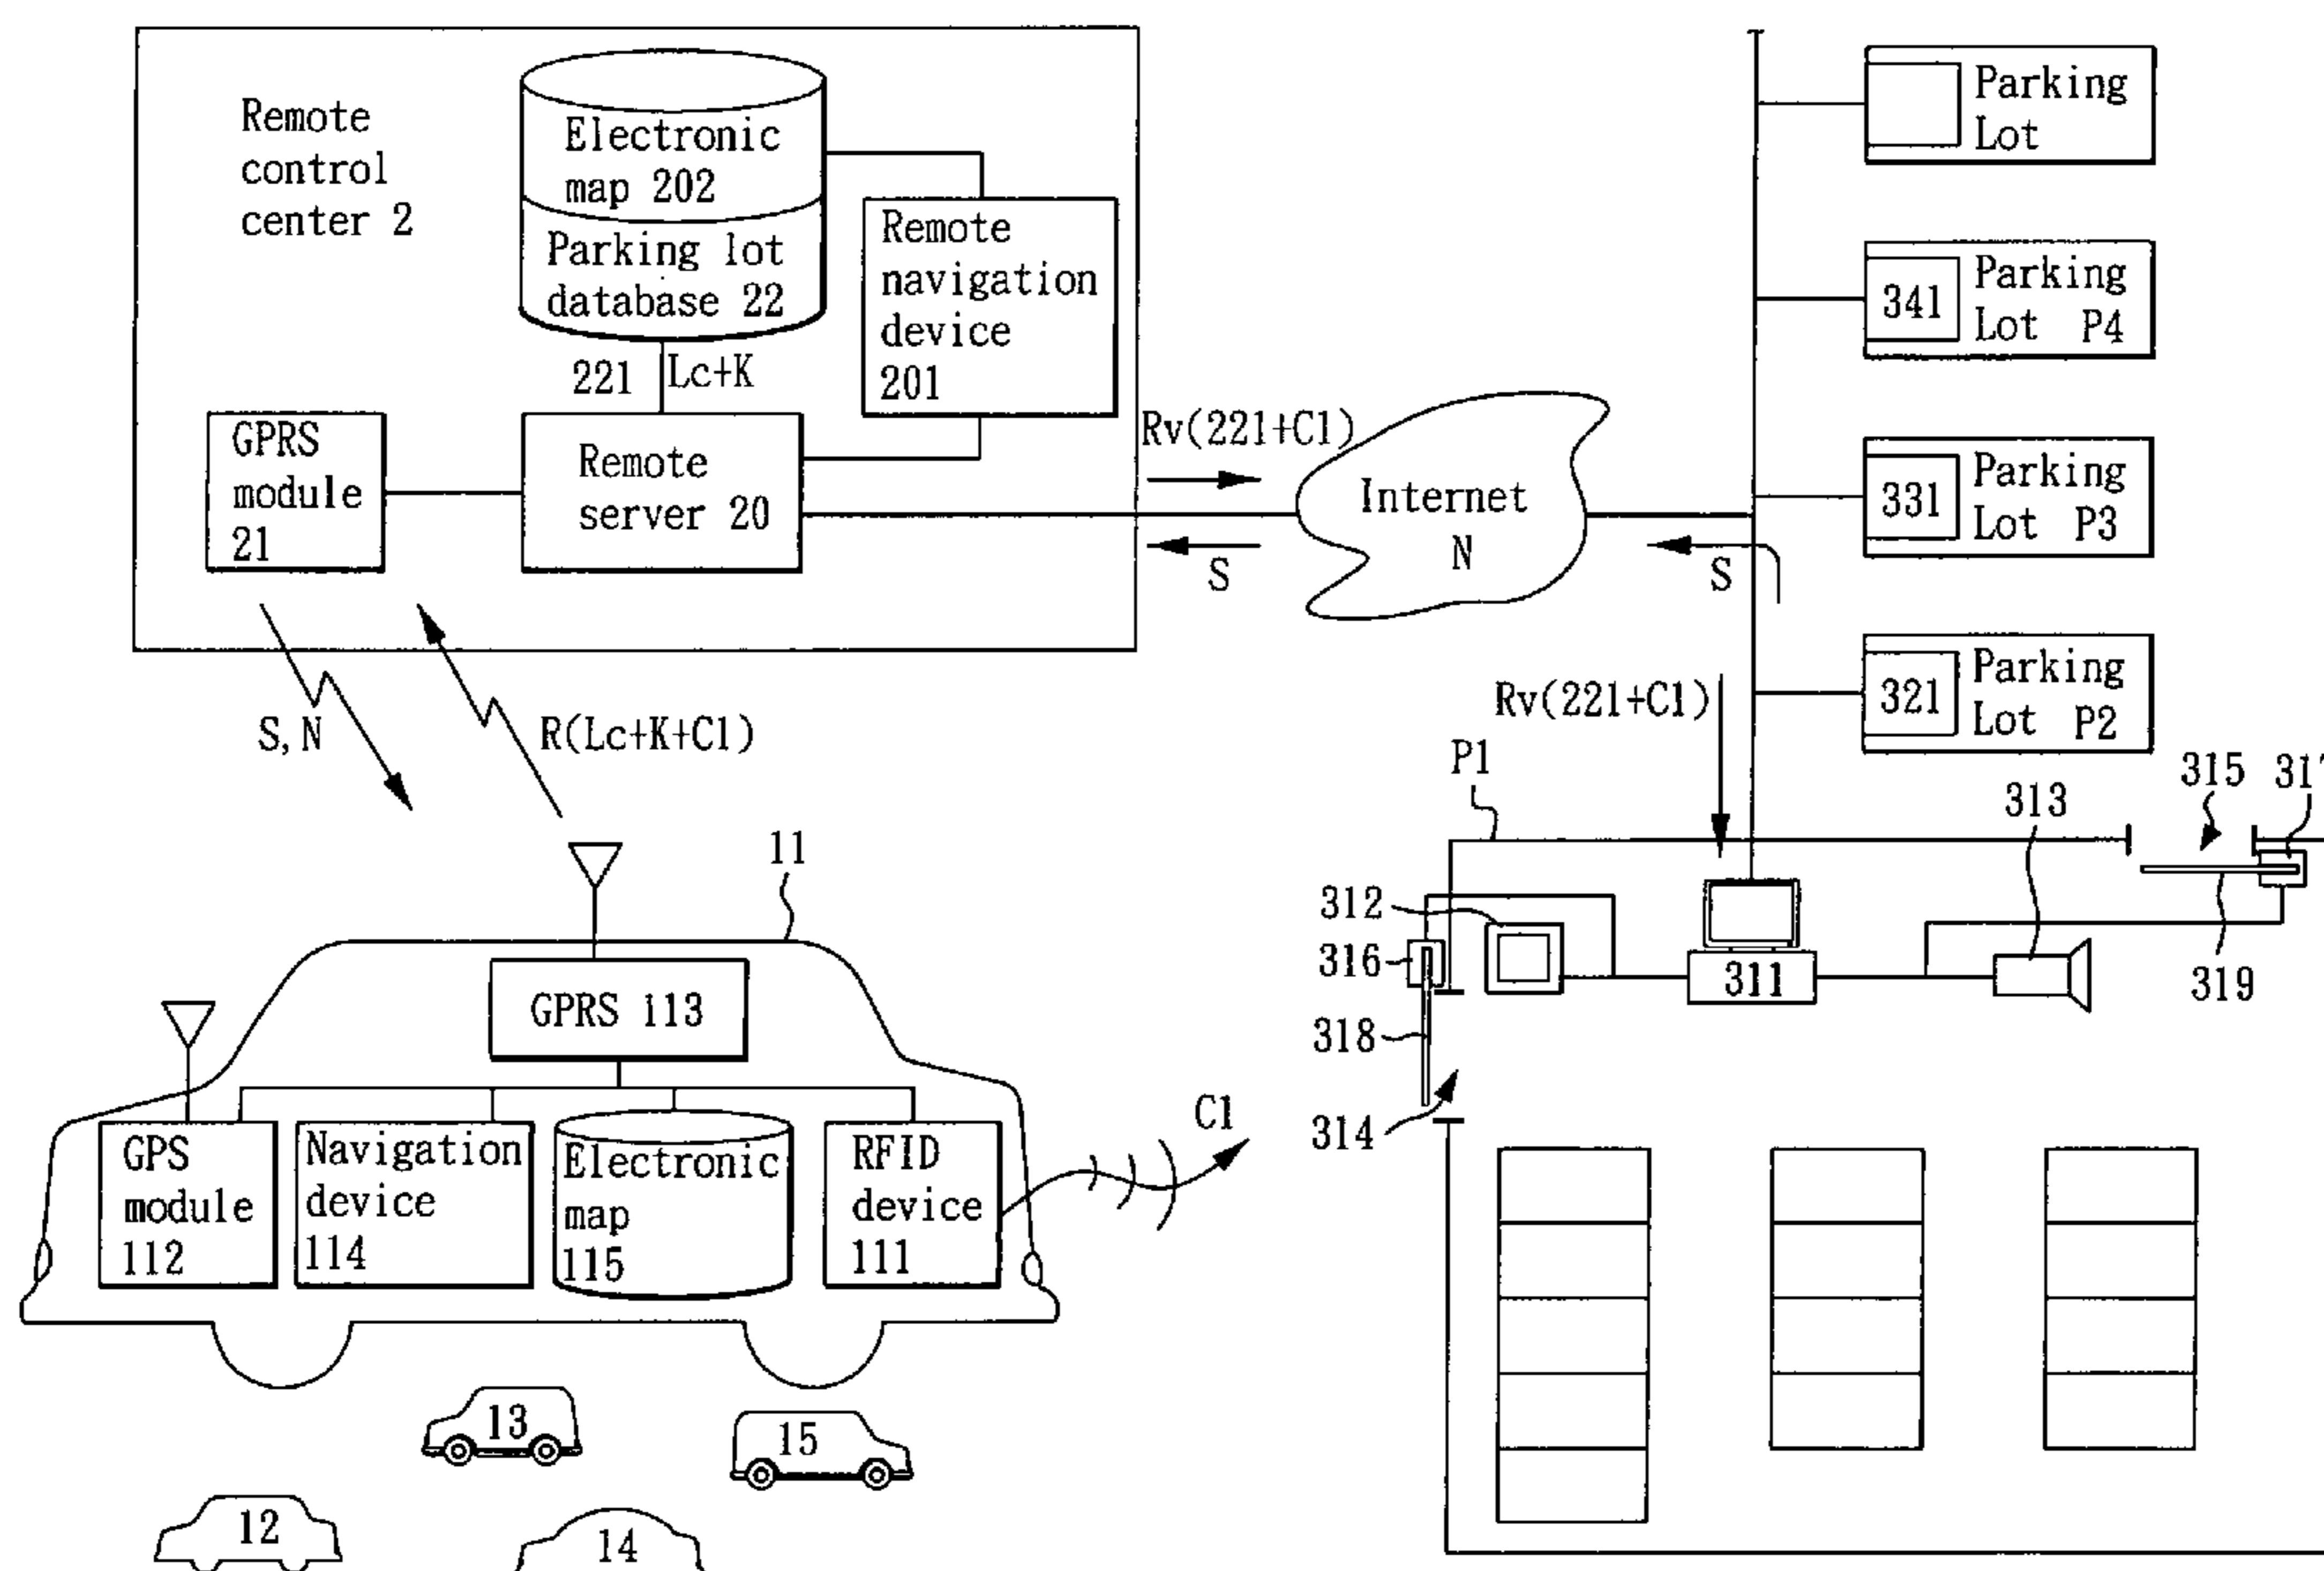 Remote
control
center 2
Electronic
map 202
Parking lot
database 22
Remote
navigation
device
201
221
Lc+K
GPRS
module
21
Remote
server 20
Rv(221+C1)
S
Internet
N
S
Parking
Lot
341
Parking
Lot P4
331
Parking
Lot P3
321
Parking
Lot P2
Rv(221+C1)
S,N
R(Lc+K+C1)
P1
315
317
313
312
316
311
319
318
314
11
GPRS 113
GPS
module
112
Navigation
device
114
Electronic
map
115
RFID
device
111
C1
13
15
12
14